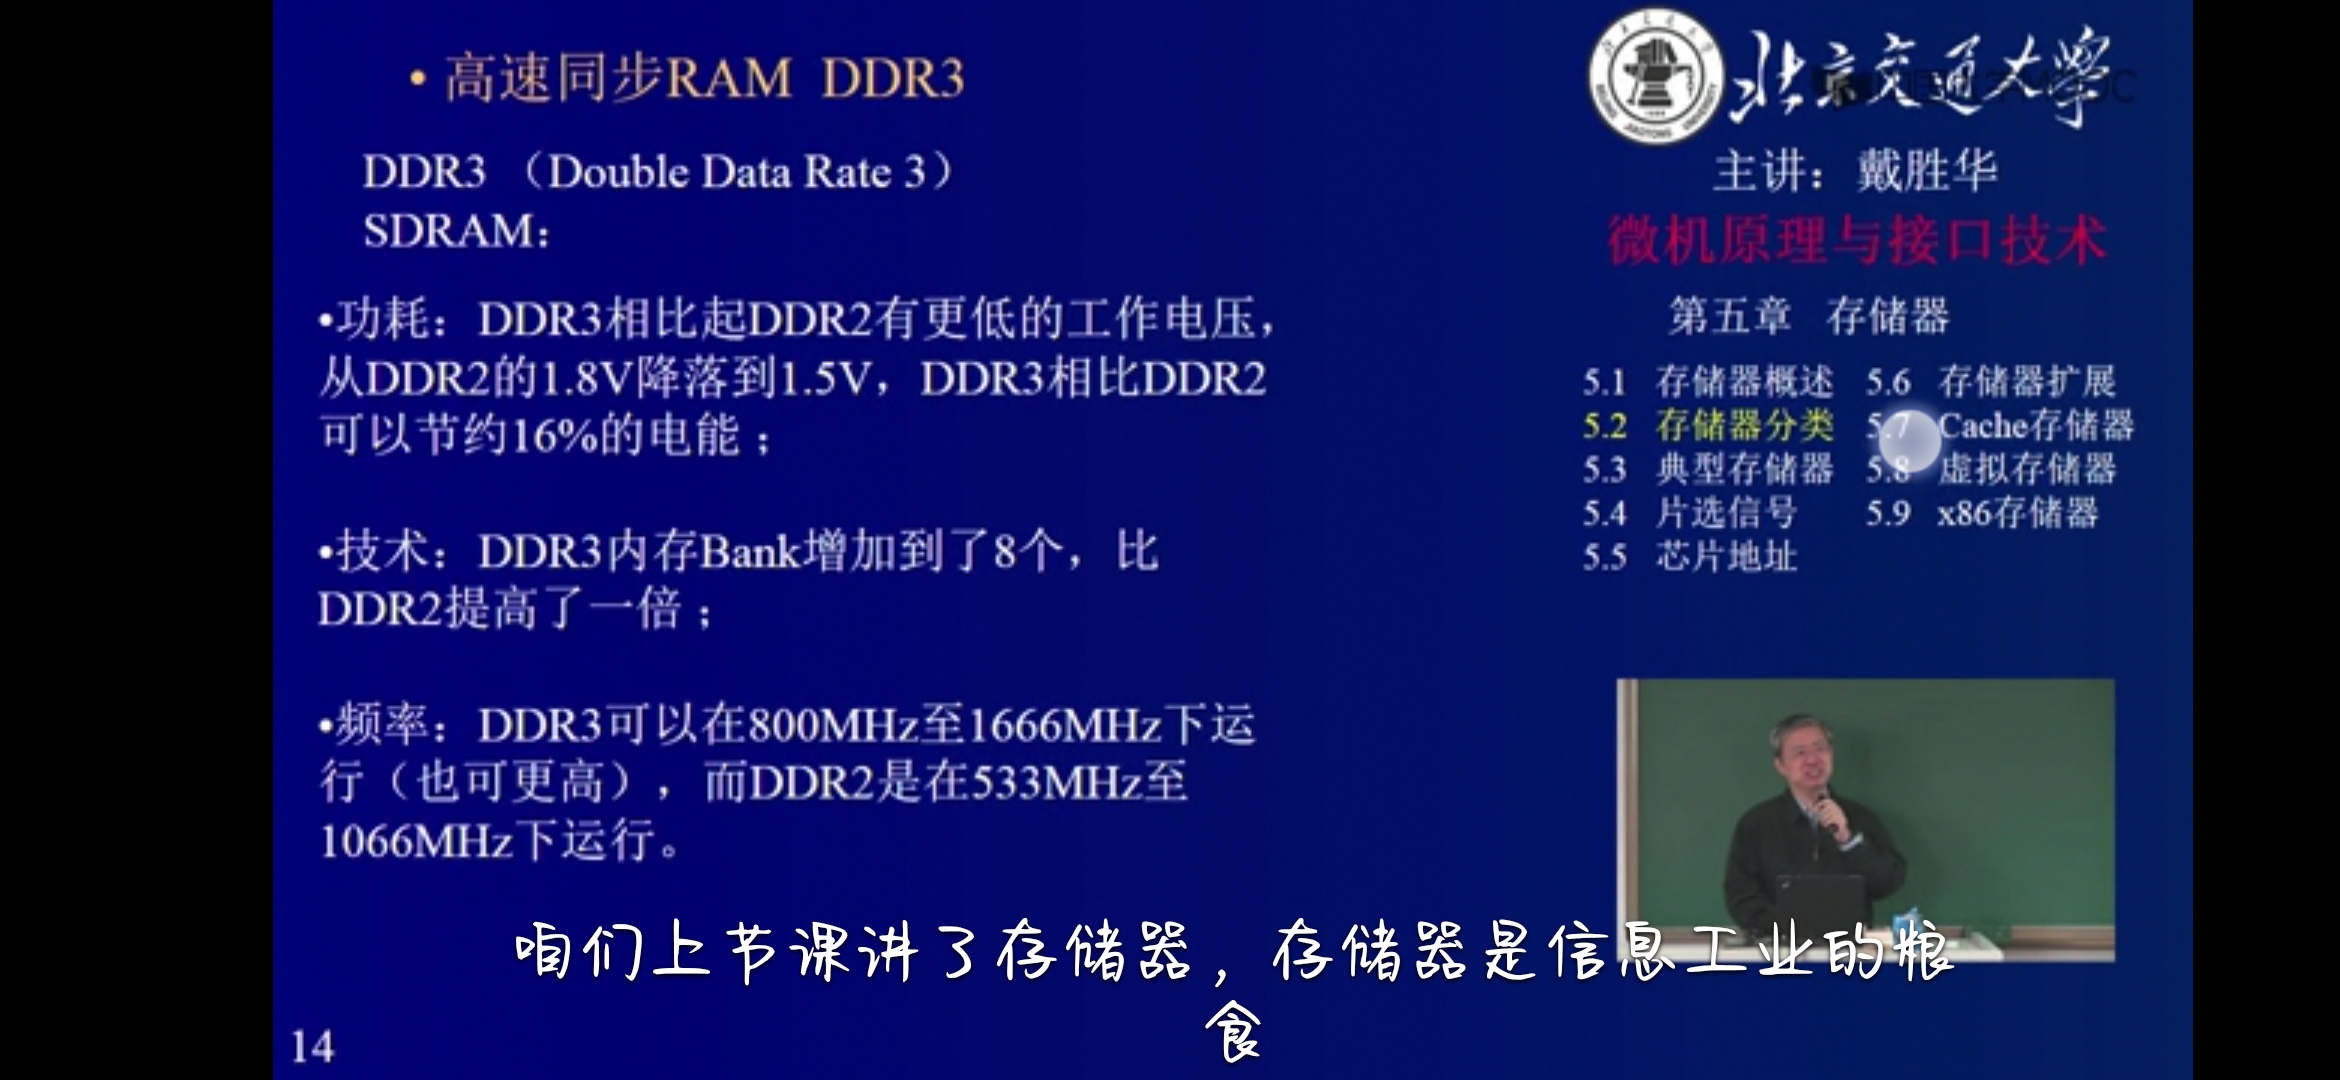 • 高速同步RAM DDR3
DDR3 （Double Data Rate 3）
SDRAM：
•功耗：DDR3相比起DDR2有更低的工作电压，
从DDR2的1.8V降落到1.5V，DDR3相比DDR2
可以节约16%的电能；
•技术：DDR3内存Bank增加到了8个，比
DDR2提高了一倍；
•频率：DDR3可以在800MHz至1666MHz下运
行（也可更高），而DDR2是在533MHz至
1066MHz下运行。
14
北京交通大学
BEIJING JIAOTONG UNIVERSITY
主讲：戴胜华
微机原理与接口技术
第五章 存储器
5.1 存储器概述 5.6 存储器扩展
5.2 存储器分类 5.7 Cache存储器
5.3 典型存储器 5.8 虚拟存储器
5.4 片选信号 5.9 x86存储器
5.5 芯片地址
咱们上节课讲了存储器，存储器是信息工业的粮
食